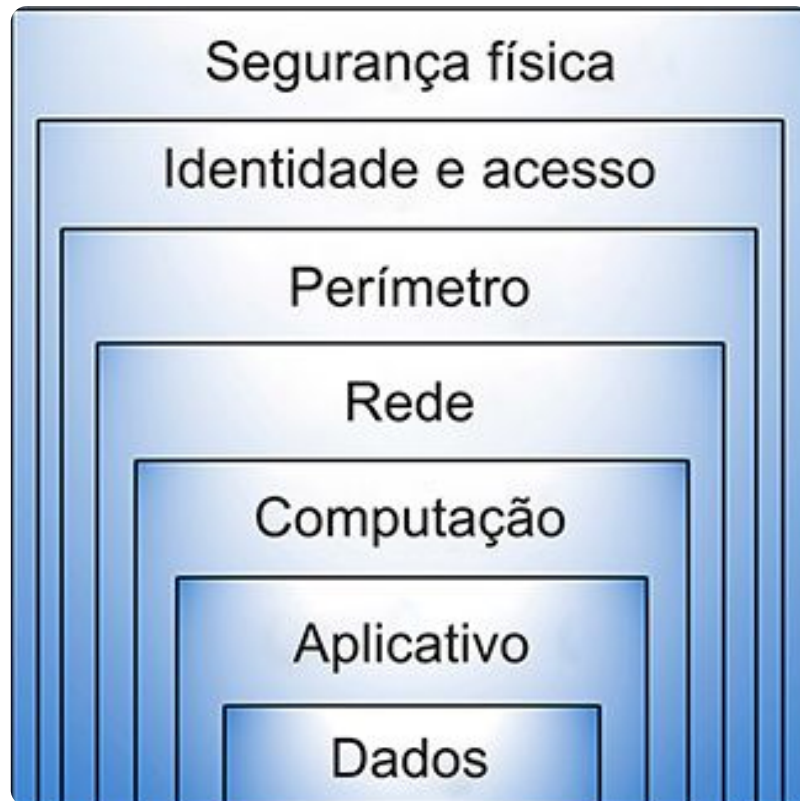 Segurança física
Identidade e acesso
Perímetro
Rede
Computação
Aplicativo
Dados